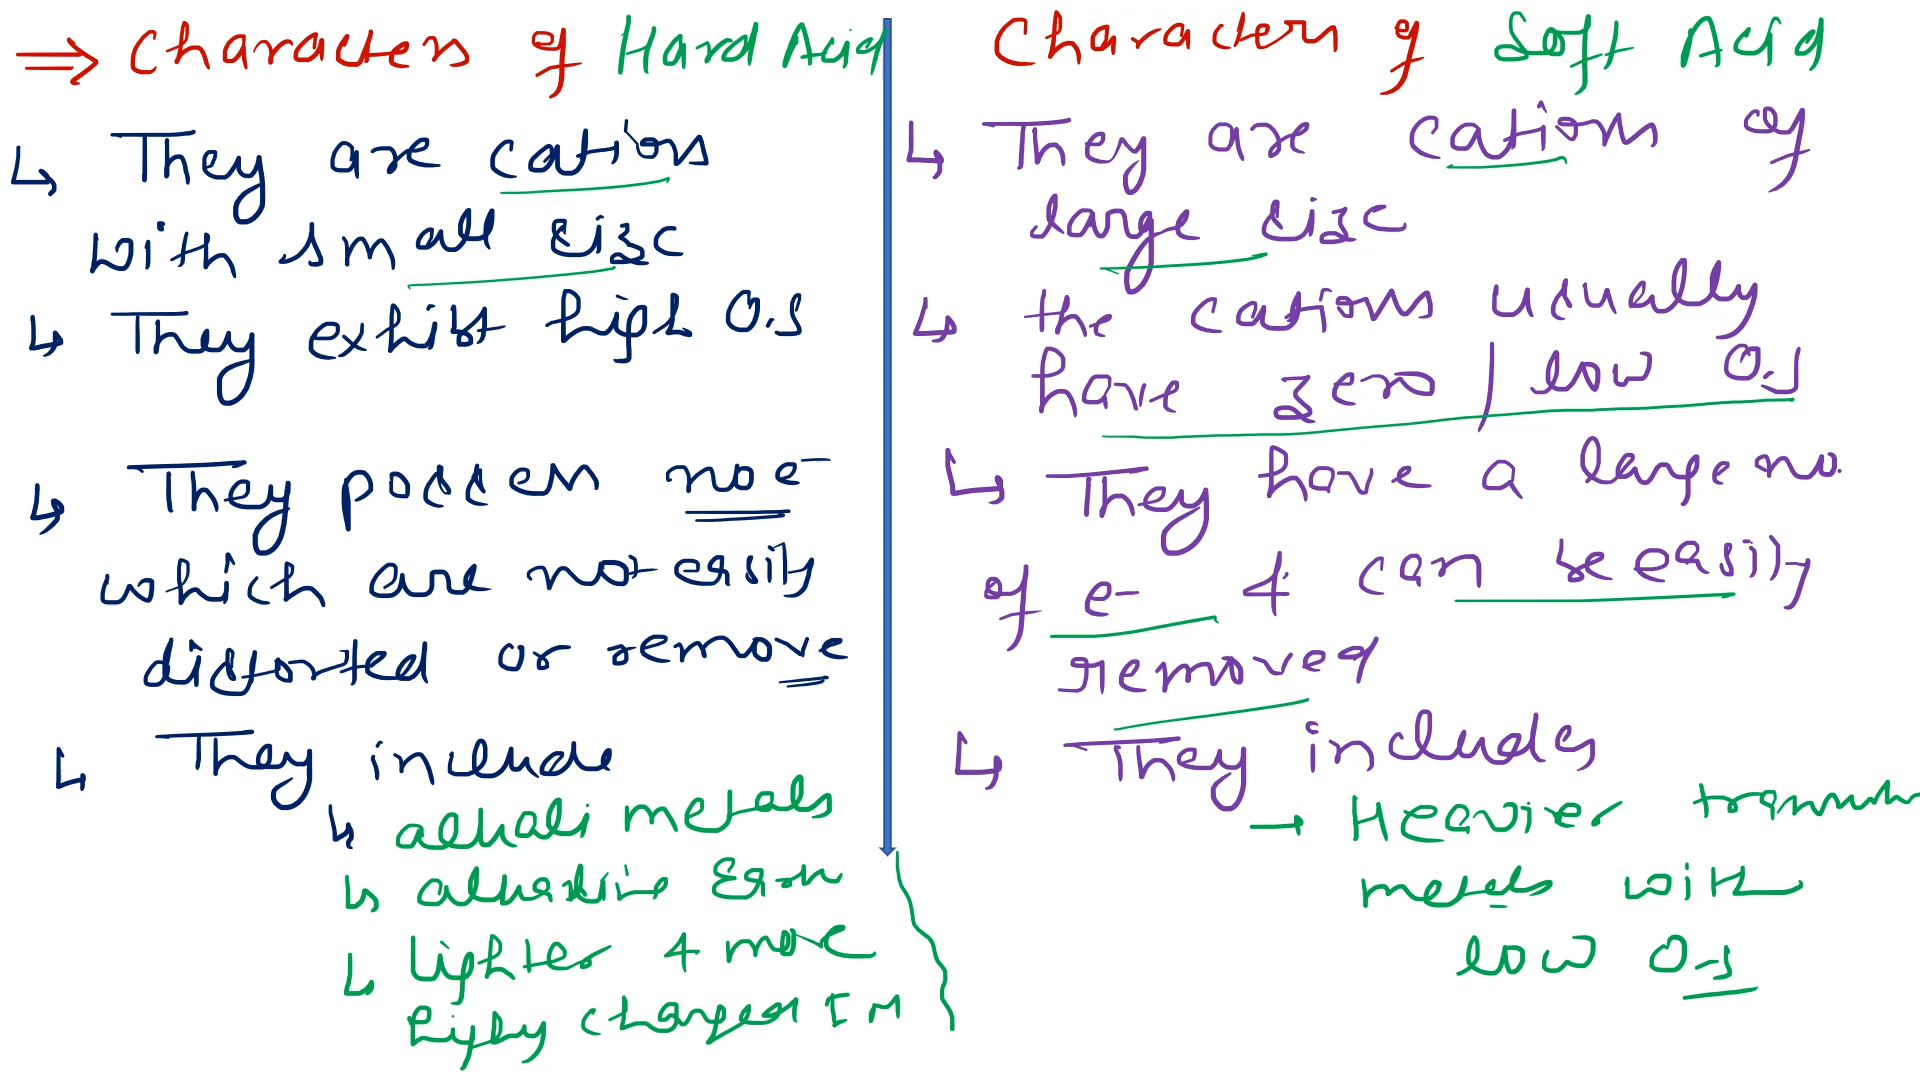 ⇒ Characters of Hard Acid
↳ They are cations
with small size
↳ They exhibit high O.S
↳ They possess no e⁻
which are not easily
distorted or remove
↳ They include
↳ alkali metals
↳ alkaline Earth
↳ lighter & more
highly charged TM
Characters of Soft Acid
↳ They are cations of
large size
↳ the cations usually
have zero / low O.S
↳ They have a large no.
of e- & can be easily
removed
↳ They includes
→ Heavier
metals with
low O.S